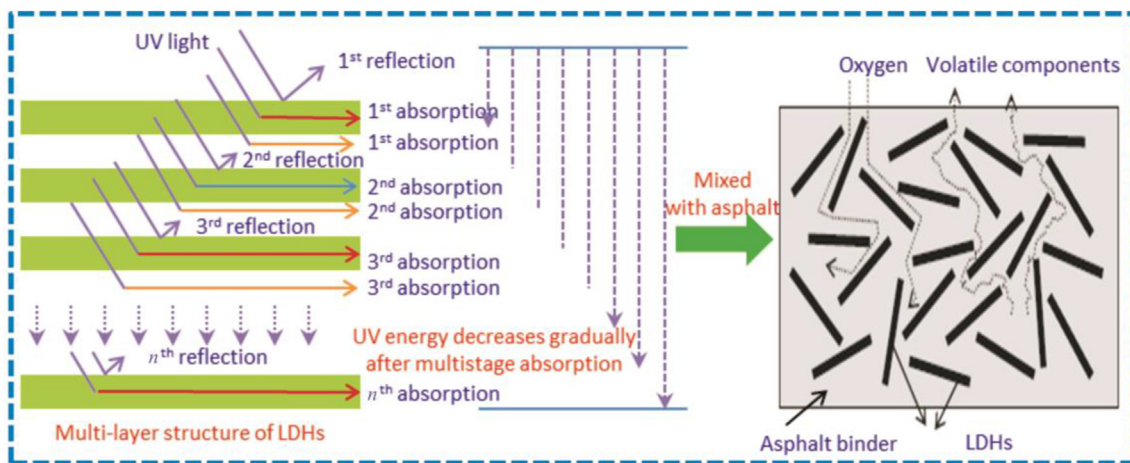 UV light
1st reflection
1st absorption
1st absorption
2nd reflection
2nd absorption
2nd absorption
3rd reflection
3rd absorption
3rd absorption
nth reflection
nth absorption
Multi-layer structure of LDHs
UV energy decreases gradually
after multistage absorption
Mixed
with asphalt
Oxygen
Volatile components
Asphalt binder
LDHs